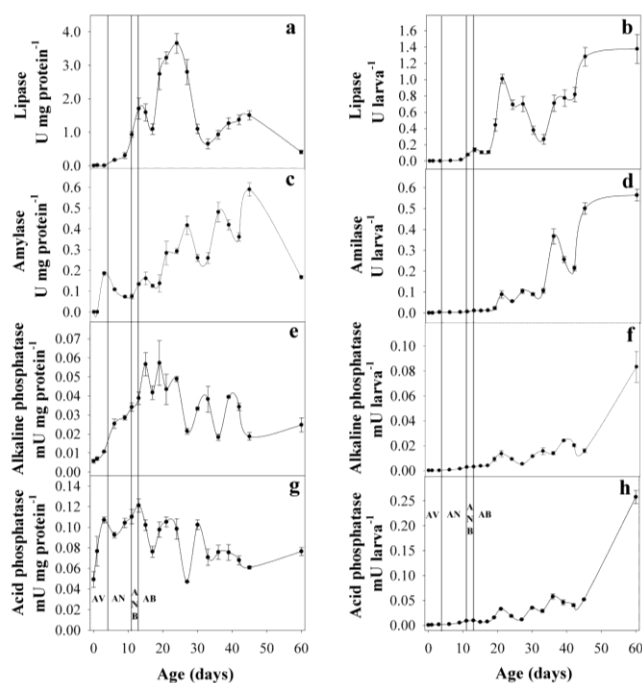 a
Lipase
U mg protein⁻¹
4.0
3.0
2.0
1.0
0.0
b
Lipase
U larva⁻¹
1.6
1.4
1.2
1.0
0.8
0.6
0.4
0.2
0.0
c
Amylase
U mg protein⁻¹
0.6
0.5
0.4
0.3
0.2
0.1
0.0
d
Amilase
U larva⁻¹
0.6
0.5
0.4
0.3
0.2
0.1
0.0
e
Alkaline phosphatase
mU mg protein⁻¹
0.07
0.06
0.05
0.04
0.03
0.02
0.01
0.00
f
Alkaline phosphatase
mU larva⁻¹
0.10
0.08
0.06
0.04
0.02
0.00
g
Acid phosphatase
mU mg protein⁻¹
0.14
0.12
0.10
0.08
0.06
0.04
0.02
0.00
AV
AN
A
N
B
AB
0 10 20 30 40 50 60
Age (days)
h
Acid phosphatase
mU larva⁻¹
0.25
0.20
0.15
0.10
0.05
0.00
AV
AN
A
N
B
AB
0 10 20 30 40 50 60
Age (days)